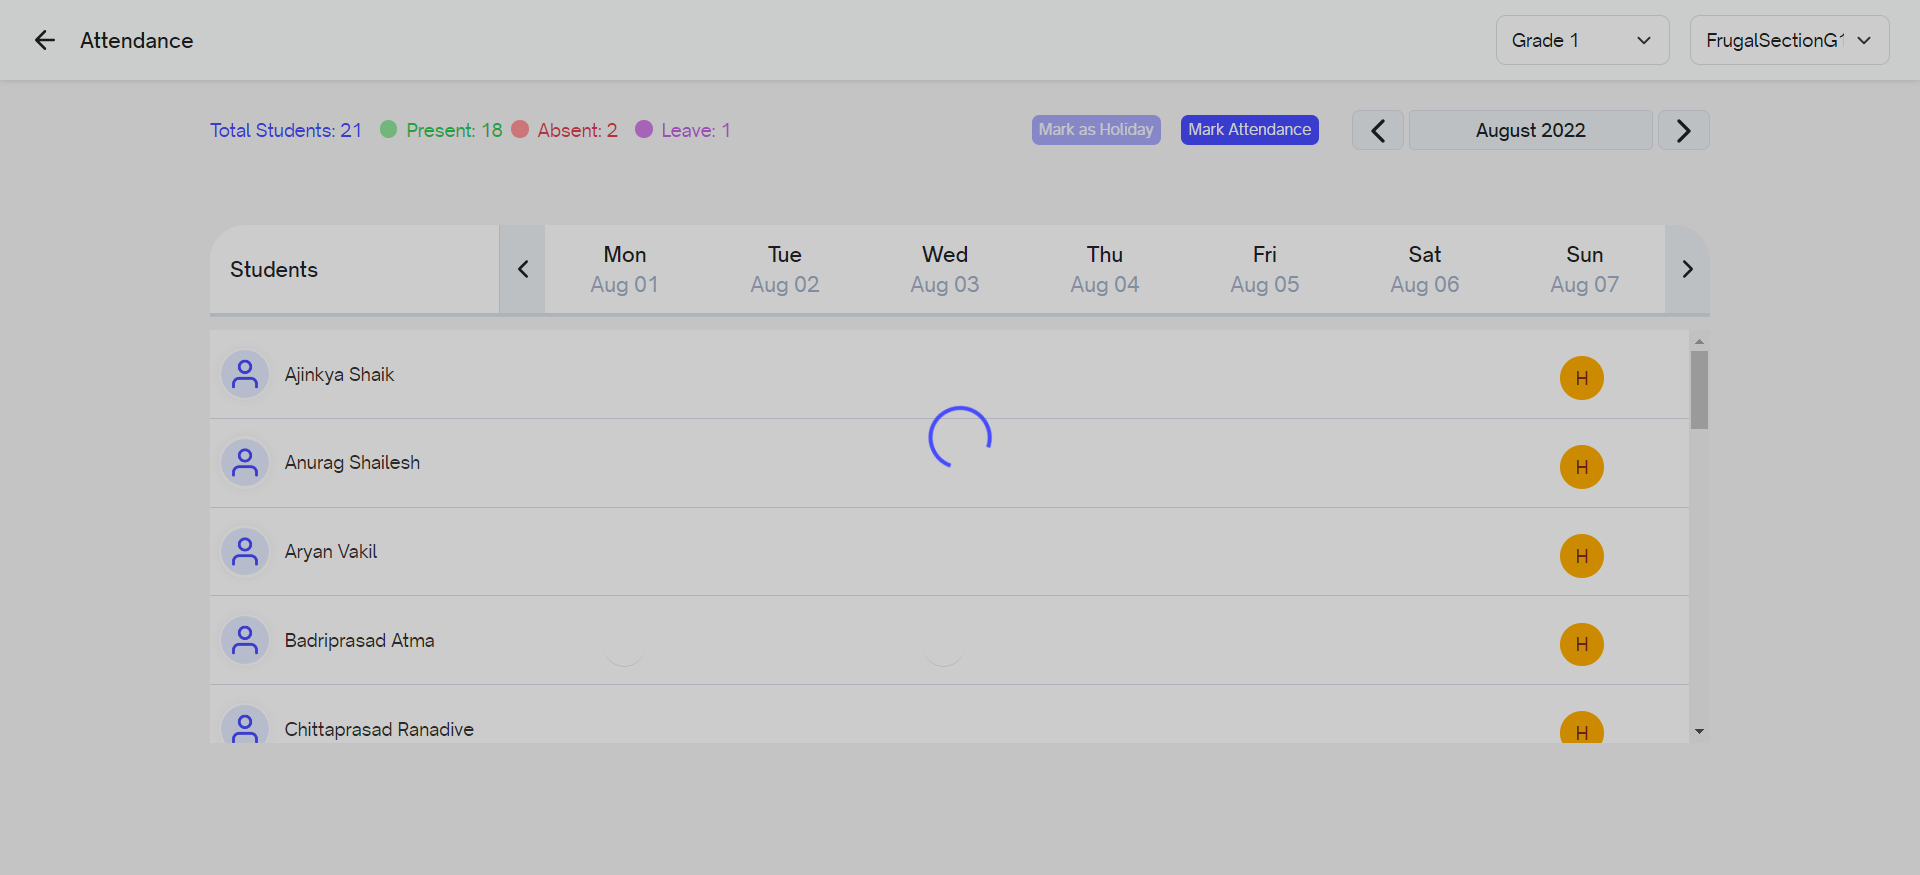 Attendance
Grade 1
FrugalSectionG1
Total Students: 21
Present: 18
Absent: 2
Leave: 1
Mark as Holiday
Mark Attendance
August 2022
Students
Mon Tue Wed Thu Fri Sat Sun
Aug 01 Aug 02 Aug 03 Aug 04 Aug 05 Aug 06 Aug 07
Ajinkya Shaik H
Anurag Shailesh H
Aryan Vakil H
Badriprasad Atma H
Chittaprasad Ranadive H